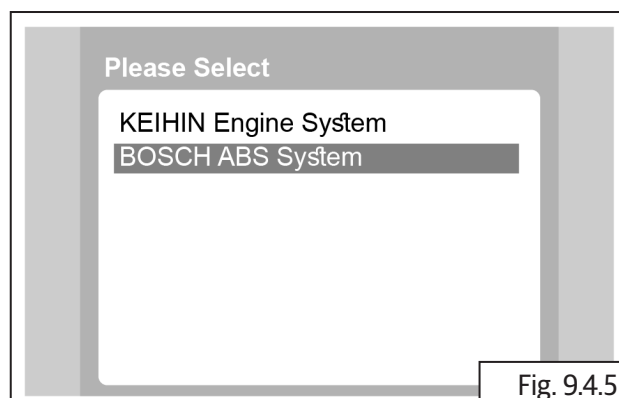 Please Select
KEIHIN Engine System
BOSCH ABS System
Fig. 9.4.5